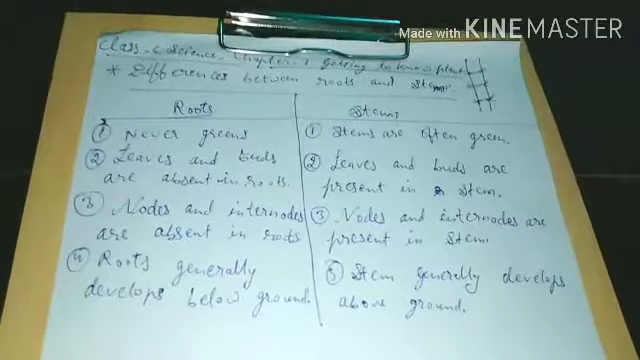 Made with KINEMASTER
Class-6 Science, Chapter-7 getting to know plant
* Differences between roots and Stems.
Roots
① Never greens
② Leaves and buds
are absent in roots.
③ Nodes and internodes
are absent in roots
④ Roots generally
develops below ground.
Stems
① Stems are often green.
② Leaves and buds are
present in stem.
③ Nodes and internodes are
present in Stem
Stem generally develops
above ground.